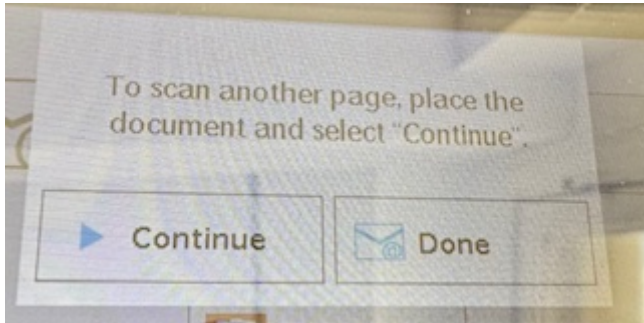 To scan another page, place the
document and select "Continue".
Continue
Done